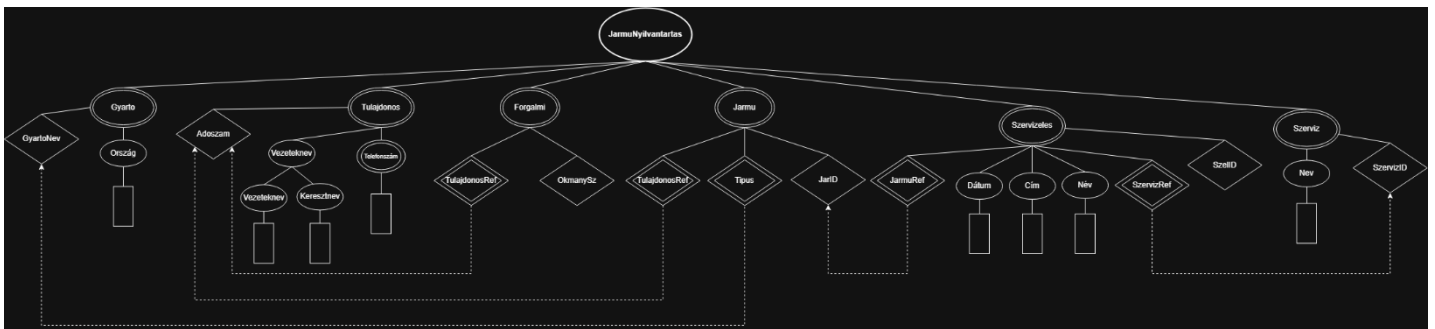 JarmuNyilvantartas
Gyarto
Tulajdonos
Forgalmi
Jarmu
Szervizeles
Szerviz
GyartoNev
Adoszam
Ország
Vezeteknev
Telefonszám
TulajdonosRef
OkmanySz
TulajdonosRef
Tipus
JarID
JarmuRef
Dátum
Cím
Név
SzervizRef
SzelID
Nev
SzervizID
Vezeteknev
Keresztnev